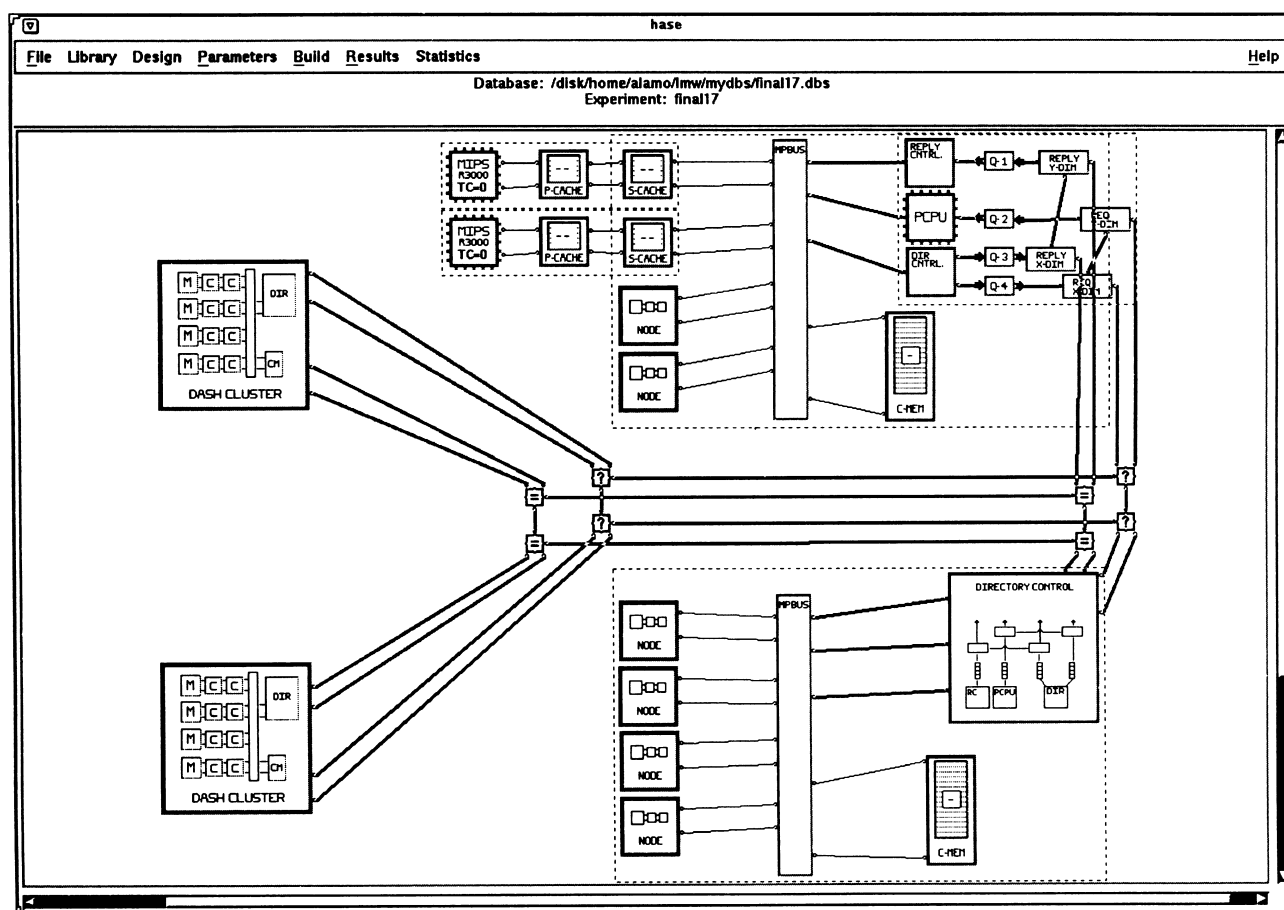 hase
File Library Design Parameters Build Results Statistics Help
Database: /disk/home/alamo/lmw/mydbs/final17.dbs
Experiment: final17
MIPS
R3000
TC=0
P-CACHE
S-CACHE
MIPS
R3000
TC=0
P-CACHE
S-CACHE
NODE
NODE
MPBUS
REPLY
CNTRL.
Q-1
REPLY
Y-DIM
PCPU
Q-2
DIR
CNTRL.
Q-3
REPLY
X-DIM
Q-4
C-MEM
M C C
DIR
M C C
M C C
M C C
CM
DASH CLUSTER
?
?
=
=
?
?
=
=
M C C
DIR
M C C
M C C
M C C
CM
DASH CLUSTER
NODE
NODE
NODE
NODE
MPBUS
DIRECTORY CONTROL
RC
PCPU
DIR
C-MEM